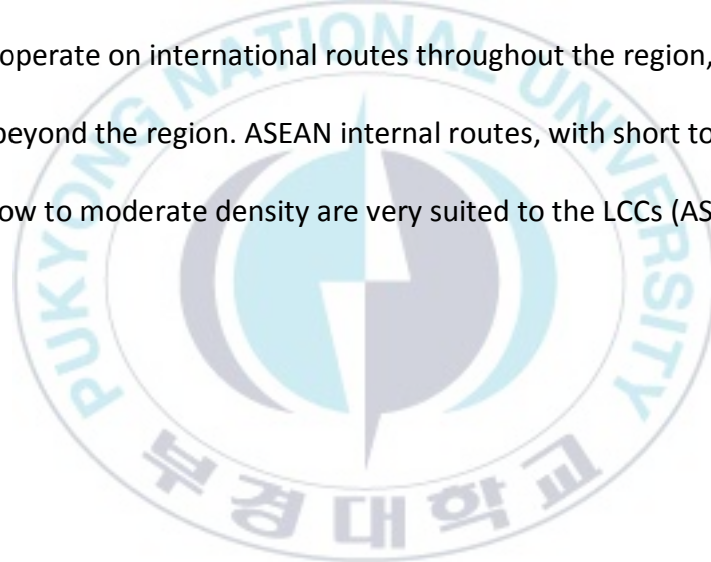 operate on international routes throughout the region,
beyond the region. ASEAN internal routes, with short to
ow to moderate density are very suited to the LCCs (AS
PUKYONG NATIONAL UNIVERSITY
부경대학교